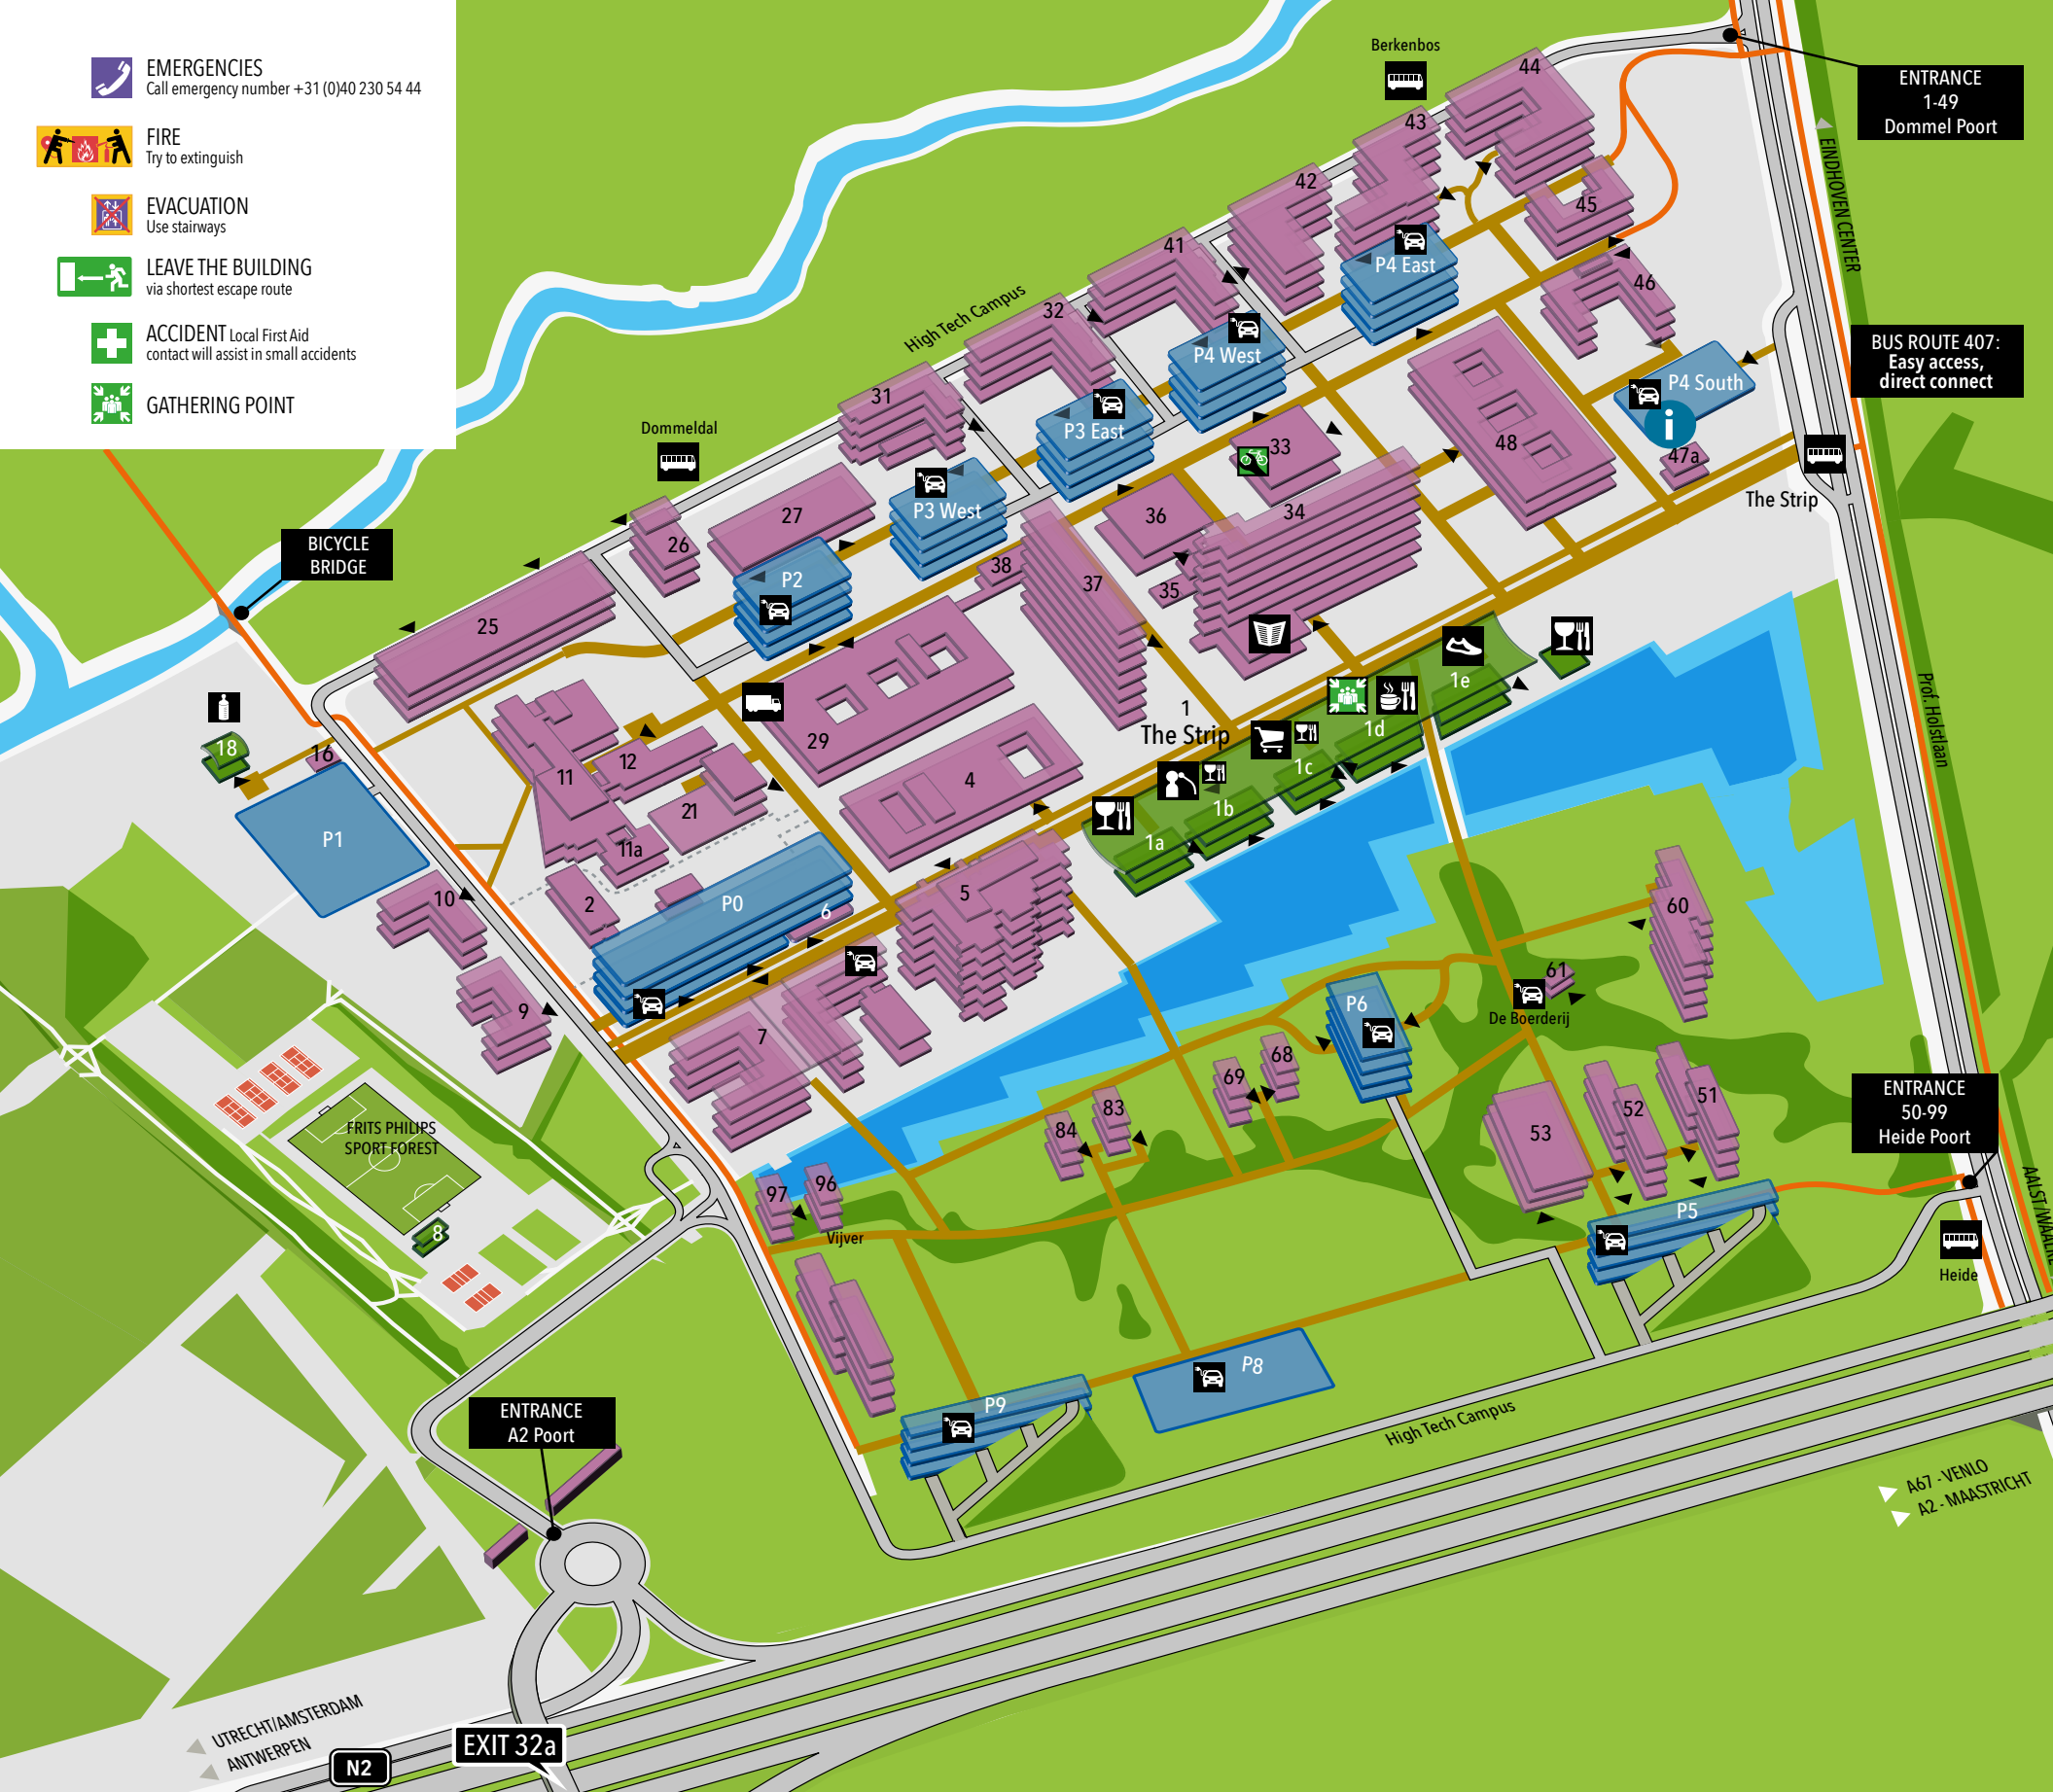 EMERGENCIES
Call emergency number +31 (0)40 230 54 44
FIRE
Try to extinguish
EVACUATION
Use stairways
LEAVE THE BUILDING
via shortest escape route
ACCIDENT Local First Aid
contact will assist in small accidents
GATHERING POINT
Berkenbos
44
ENTRANCE
1-49
Dommel Poort
43
EINDHOVEN CENTER
42
45
41
P4 East
46
High Tech Campus
32
P4 West
BUS ROUTE 407:
Easy access,
direct connect
P4 South
31
i
Dommeldal
P3 East
33
48
47a
The Strip
27
P3 West
36
34
26
BICYCLE
BRIDGE
38
P2
37
35
25
1e
Prof. Holstlaan
1
The Strip
1d
29
18
16
12
11
4
1c
1b
21
P1
11a
1a
10
2
P0
6
5
60
9
61
P6
De Boerderij
7
68
69
83
84
53
52
51
ENTRANCE
50-99
Heide Poort
FRITS PHILIPS
SPORT FOREST
97
96
AALST/WAALRE
P5
8
Vijver
Heide
P8
P9
ENTRANCE
A2 Poort
High Tech Campus
A67 - VENLO
A2 - MAASTRICHT
UTRECHT/AMSTERDAM
ANTWERPEN
EXIT 32a
N2